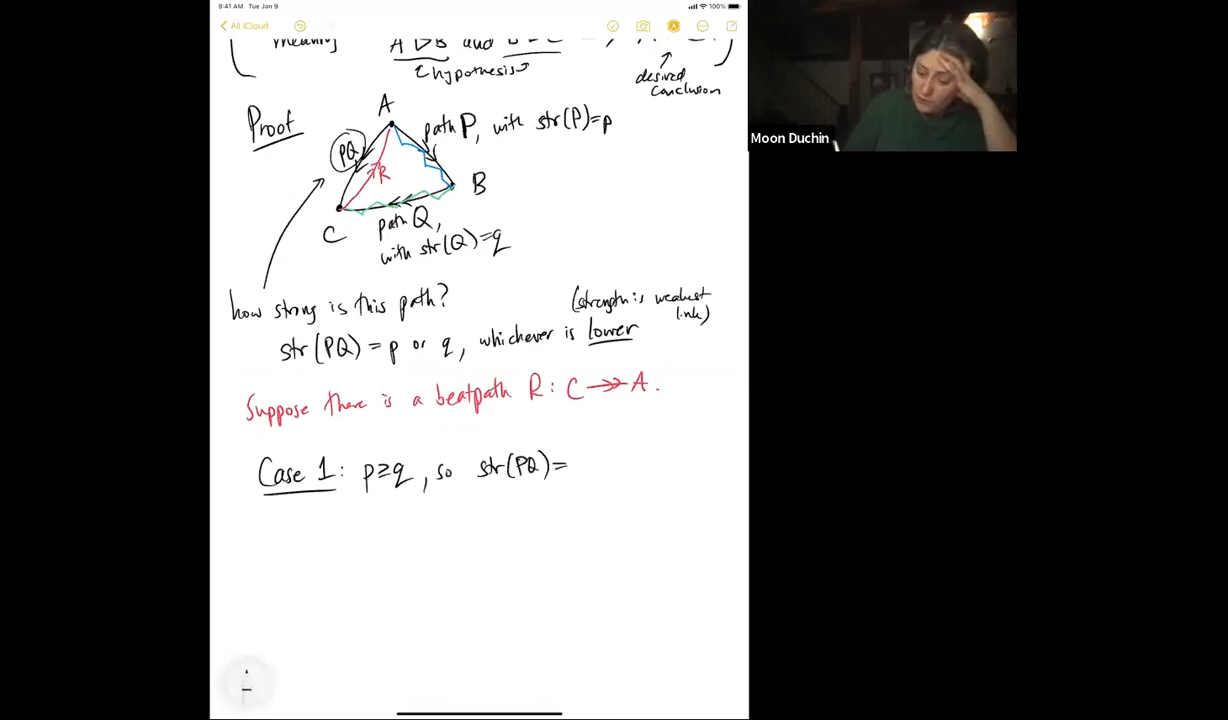 9:41 AM Tue Jan 9
100%
All iCloud
(meaning A ▷ B and
hypothesis
desired
conclusion
Proof
A
path P, with str(P)=p
PQ
R
B
C
path Q,
with str(Q)=q
how strong is this path?
(strength is weakest
link)
str(PQ) = p or q, whichever is lower
Suppose there is a beatpath R: C ↠ A.
Case 1: p≥q, so str(PQ)=
Moon Duchin